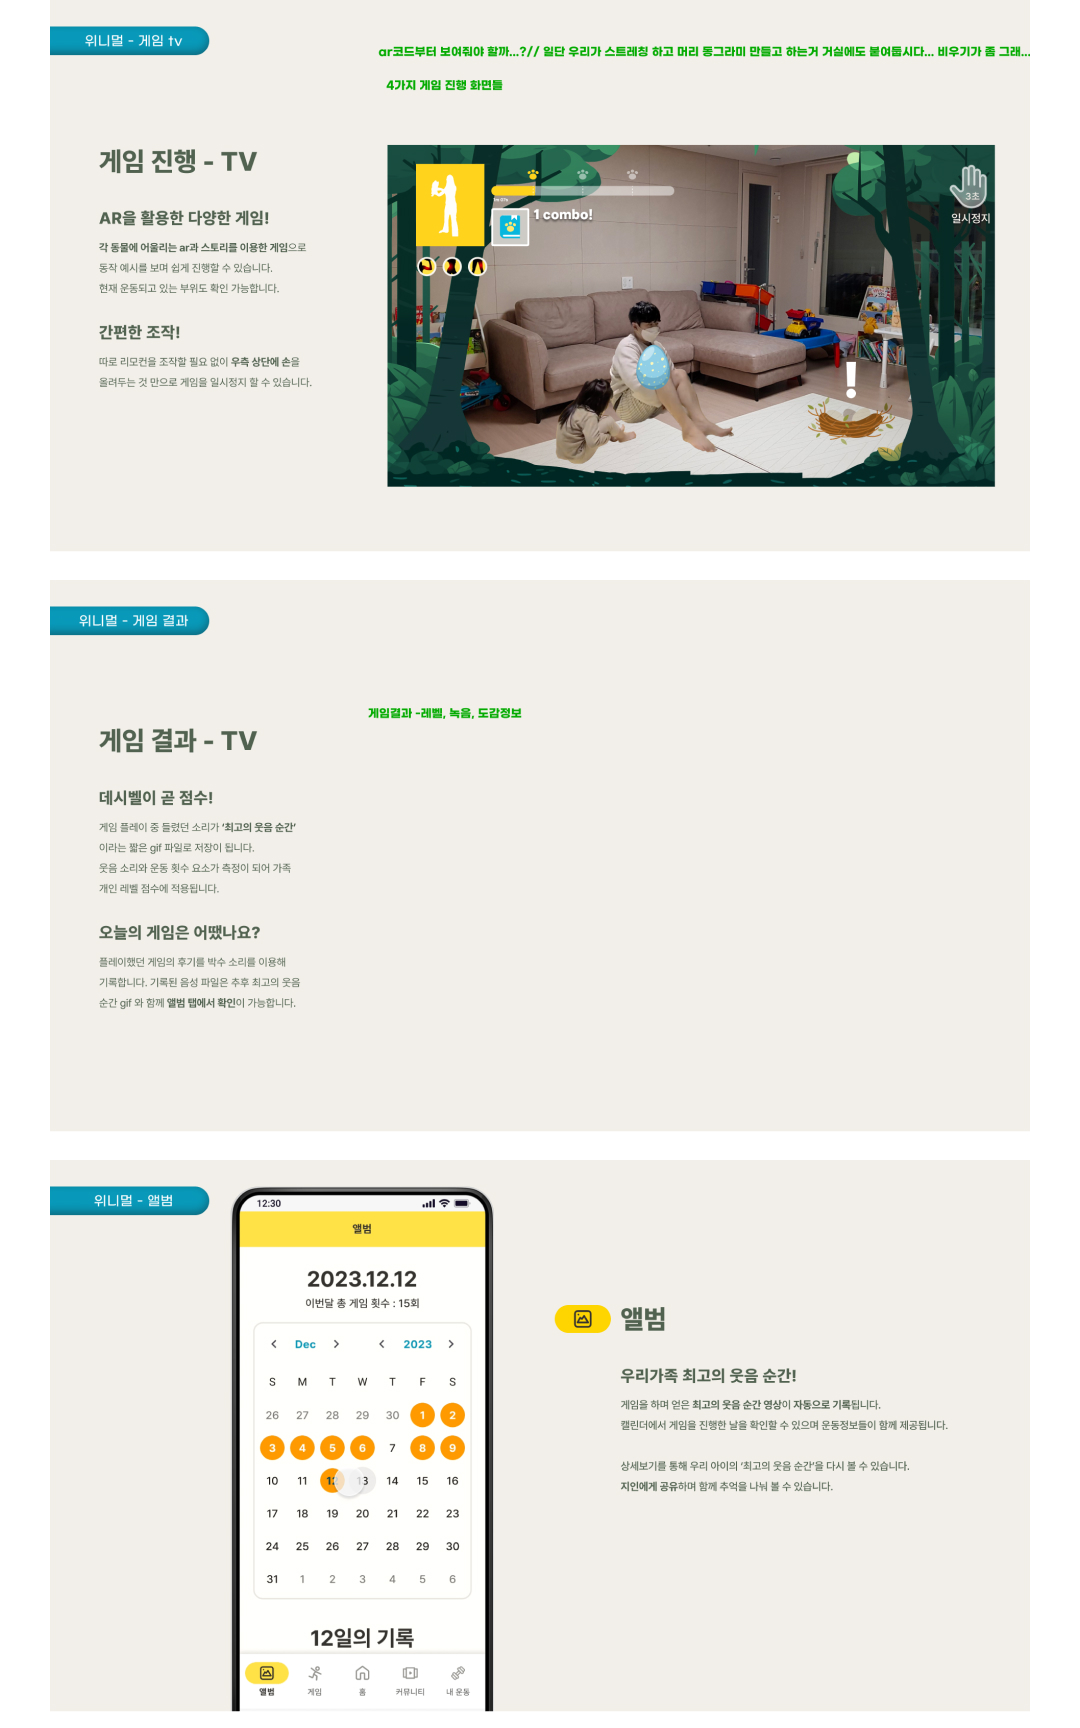 위니멀 - 게임 tv
ar코드부터 보여줘야 할까...?// 일단 우리가 스트레칭 하고 머리 동그라미 만들고 하는거 거실에도 붙여둡시다... 비우기가 좀 그래...
4가지 게임 진행 화면들
게임 진행 - TV
AR을 활용한 다양한 게임!
각 동물에 어울리는 ar과 스토리를 이용한 게임으로
동작 예시를 보며 쉽게 진행할 수 있습니다.
현재 운동되고 있는 부위도 확인 가능합니다.
간편한 조작!
따로 리모컨을 조작할 필요 없이 우측 상단에 손을
올려두는 것 만으로 게임을 일시정지 할 수 있습니다.
1 combo!
3초
일시정지
!
위니멀 - 게임 결과
게임결과 -레벨, 녹음, 도감정보
게임 결과 - TV
데시벨이 곧 점수!
게임 플레이 중 들렸던 소리가 ‘최고의 웃음 순간’
이라는 짧은 gif 파일로 저장이 됩니다.
웃음 소리와 운동 횟수 요소가 측정이 되어 가족
개인 레벨 점수에 적용됩니다.
오늘의 게임은 어땠나요?
플레이했던 게임의 후기를 박수 소리를 이용해
기록합니다. 기록된 음성 파일은 추후 최고의 웃음
순간 gif 와 함께 앨범 탭에서 확인이 가능합니다.
위니멀 - 앨범
12:30
앨범
2023.12.12
이번달 총 게임 횟수 : 15회
Dec 2023
S M T W T F S
26 27 28 29 30 1 2
3 4 5 6 7 8 9
10 11 12 13 14 15 16
17 18 19 20 21 22 23
24 25 26 27 28 29 30
31 1 2 3 4 5 6
12일의 기록
앨범 게임 홈 커뮤니티 내 운동
앨범
우리가족 최고의 웃음 순간!
게임을 하며 얻은 최고의 웃음 순간 영상이 자동으로 기록됩니다.
캘린더에서 게임을 진행한 날을 확인할 수 있으며 운동정보들이 함께 제공됩니다.
상세보기를 통해 우리 아이의 ‘최고의 웃음 순간’을 다시 볼 수 있습니다.
지인에게 공유하며 함께 추억을 나눠 볼 수 있습니다.